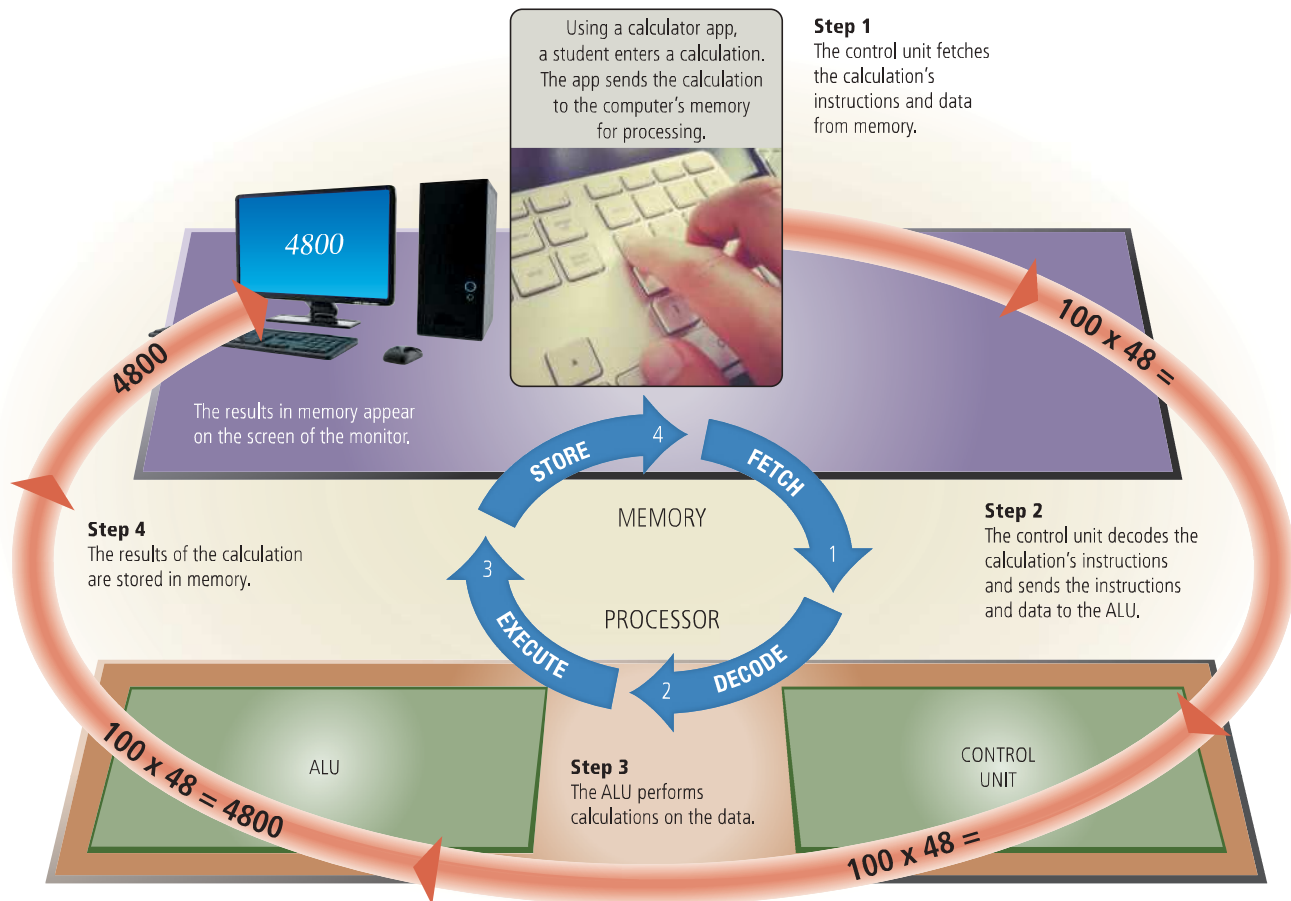 Using a calculator app,
a student enters a calculation.
The app sends the calculation
to the computer's memory
for processing.
Step 1
The control unit fetches
the calculation's
instructions and data
from memory.
4800
100 x 48 =
4800
The results in memory appear
on the screen of the monitor.
STORE
4
FETCH
1
MEMORY
Step 2
The control unit decodes the
calculation's instructions
and sends the instructions
and data to the ALU.
Step 4
The results of the calculation
are stored in memory.
3
EXECUTE
PROCESSOR
DECODE
2
ALU
Step 3
The ALU performs
calculations on the data.
CONTROL
UNIT
100 x 48 = 4800
100 x 48 =